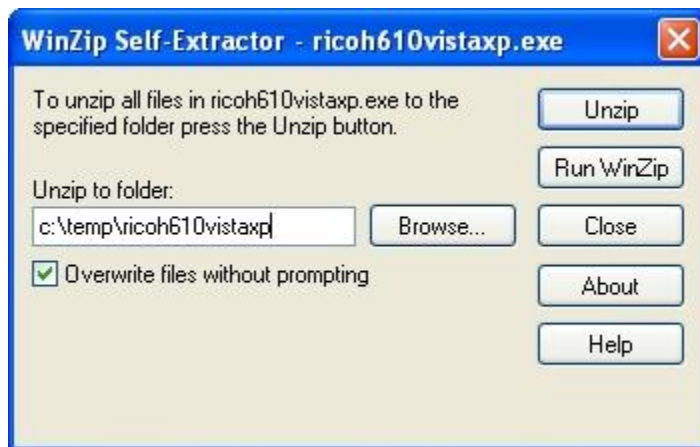 WinZip Self-Extractor - ricoh610vistaxp.exe
To unzip all files in ricoh610vistaxp.exe to the
specified folder press the Unzip button.
Unzip to folder:
c:\temp\ricoh610vistaxp
Browse...
Overwrite files without prompting
Unzip
Run WinZip
Close
About
Help